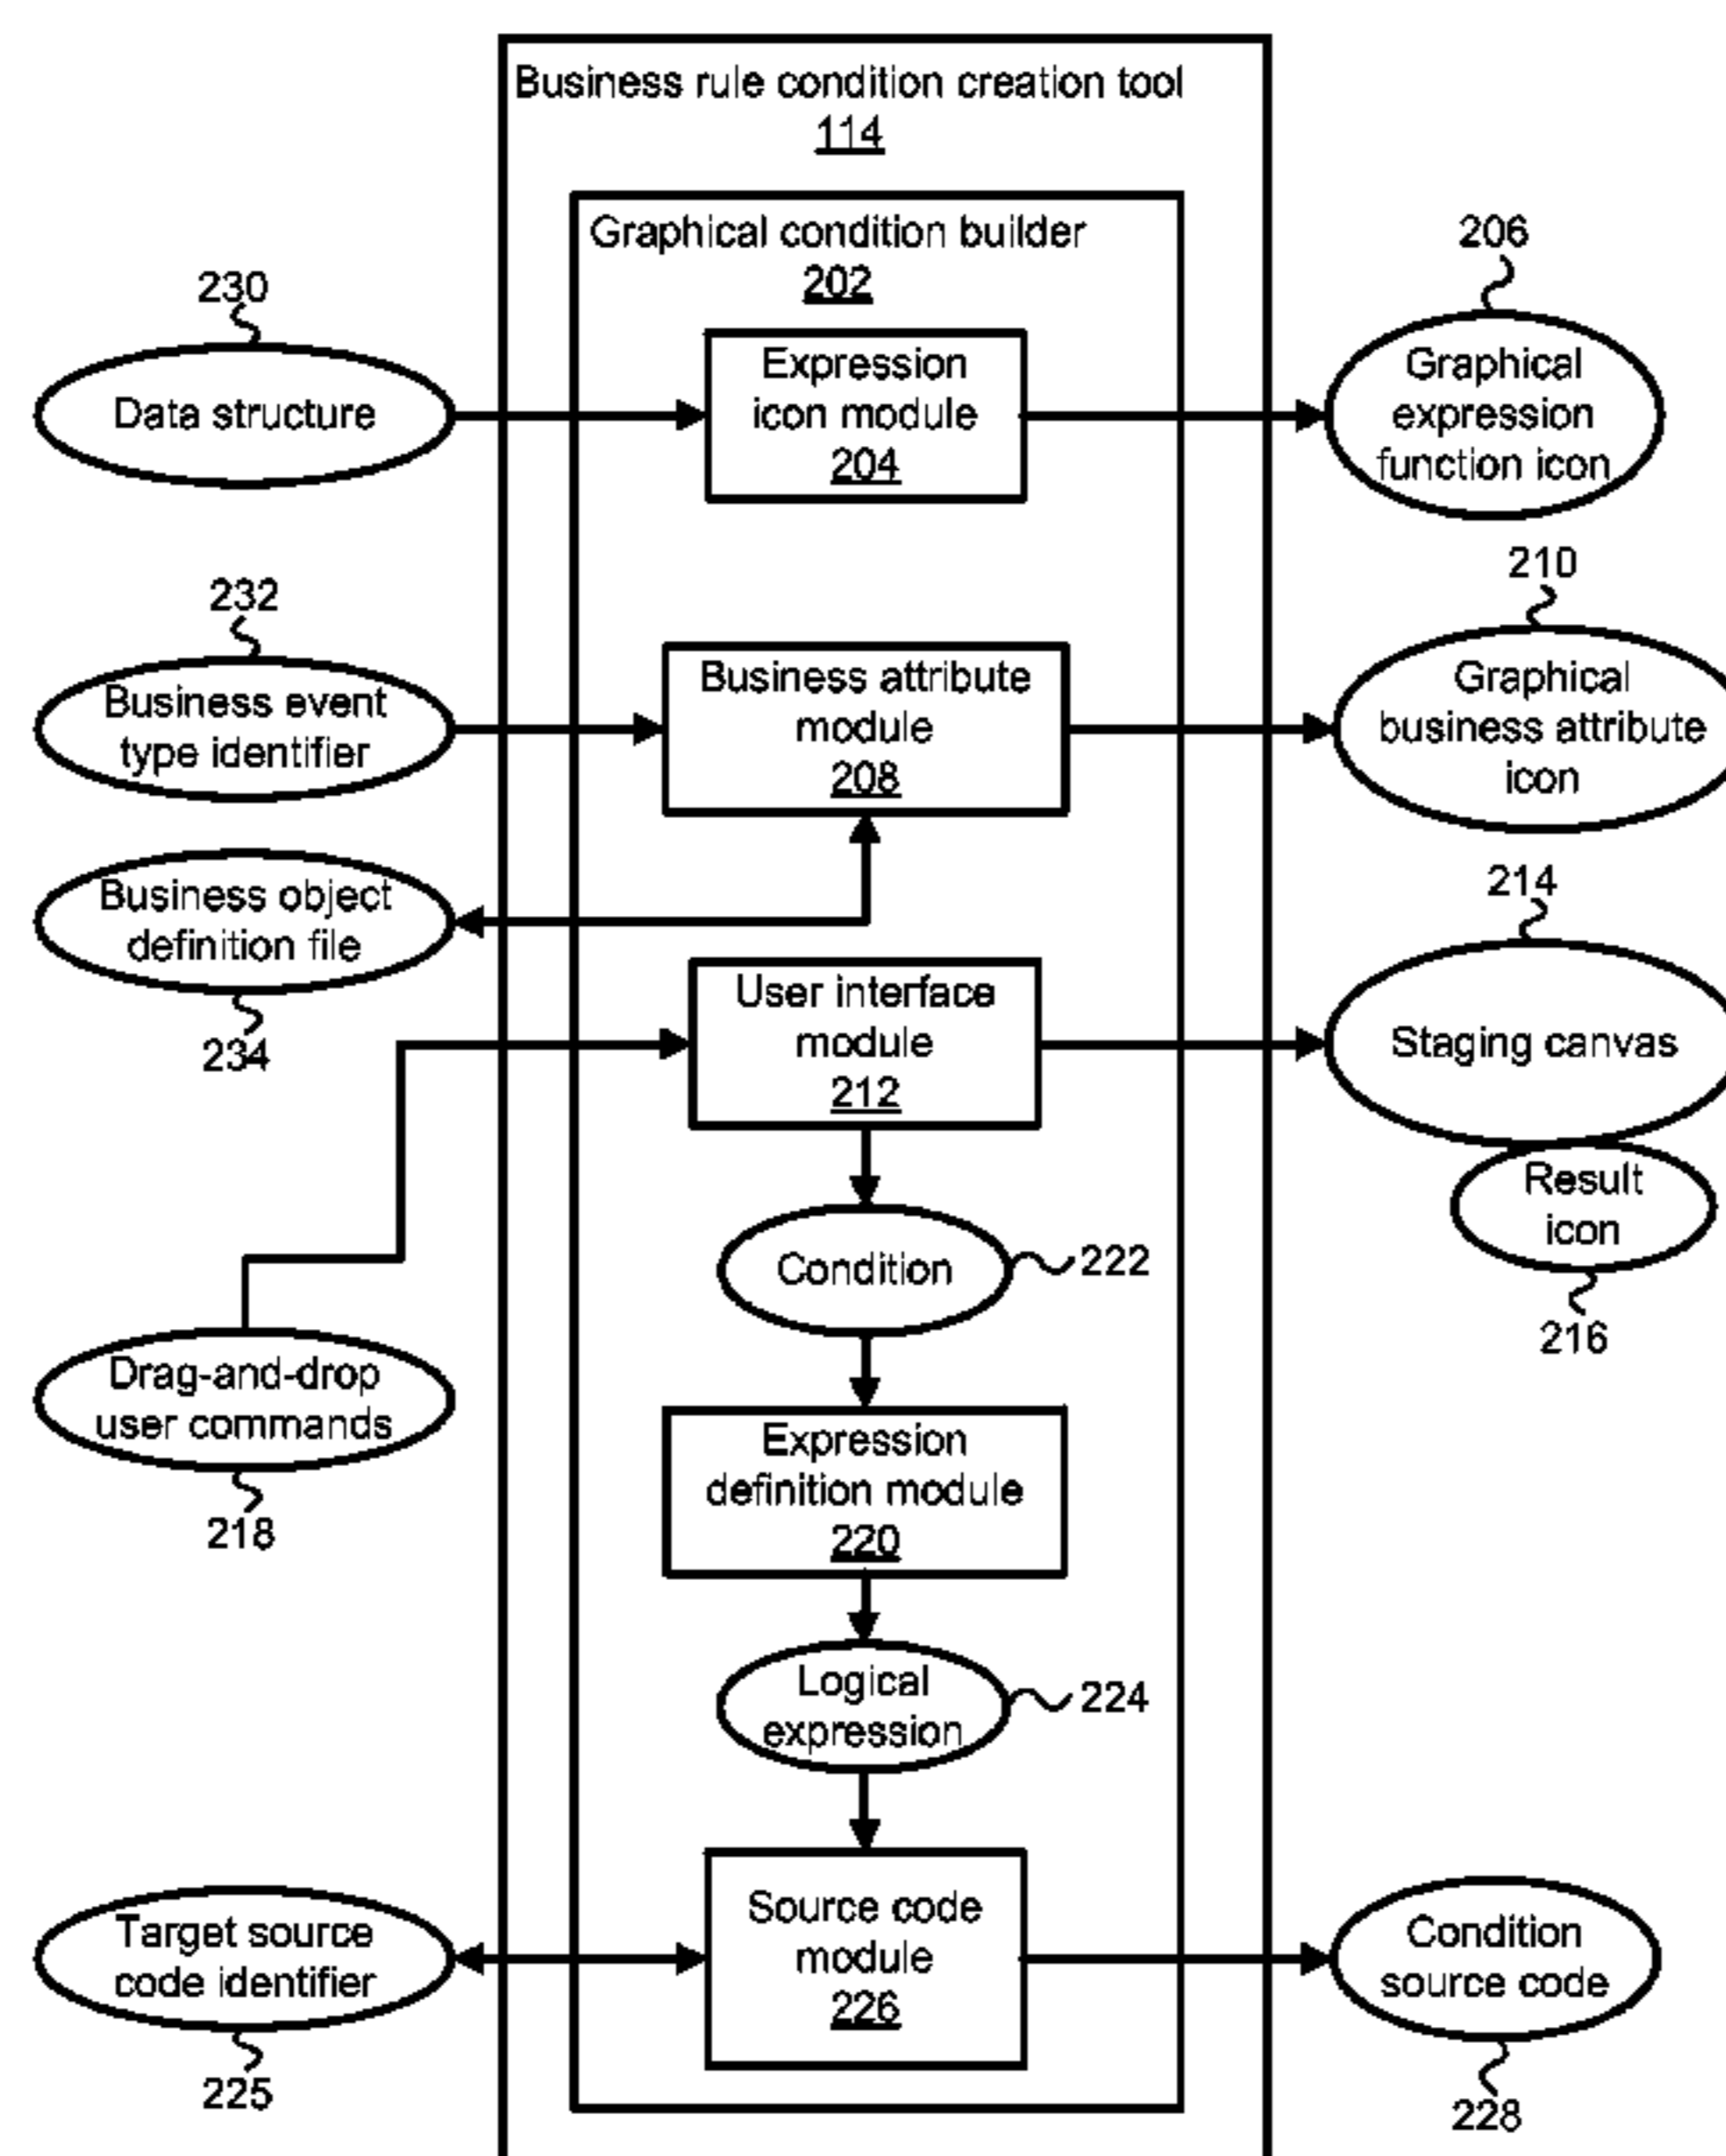 Business rule condition creation tool
114
Graphical condition builder
202
230
Data structure
Expression
icon module
204
206
Graphical
expression
function icon
232
Business event
type identifier
Business attribute
module
208
210
Graphical
business attribute
icon
Business object
definition file
234
User interface
module
212
214
Staging canvas
Result
icon
216
Condition
222
Drag-and-drop
user commands
218
Expression
definition module
220
Logical
expression
224
Target source
code identifier
225
Source code
module
226
Condition
source code
228